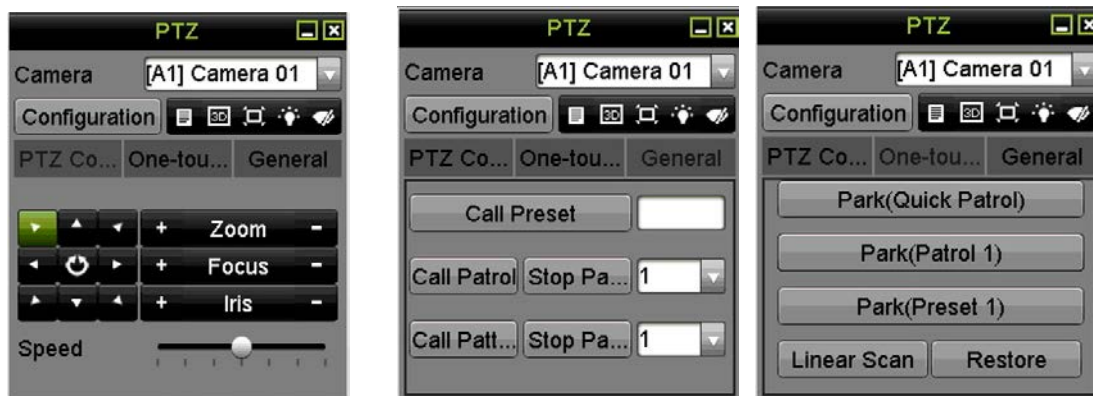 PTZ
Camera [A1] Camera 01
Configuration 3D
PTZ Co... One-tou... General
+ Zoom -
+ Focus -
+ Iris -
Speed
PTZ
Camera [A1] Camera 01
Configuration 3D
PTZ Co... One-tou... General
Call Preset
Call Patrol Stop Pa... 1
Call Patt... Stop Pa... 1
PTZ
Camera [A1] Camera 01
Configuration 3D
PTZ Co... One-tou... General
Park(Quick Patrol)
Park(Patrol 1)
Park(Preset 1)
Linear Scan Restore